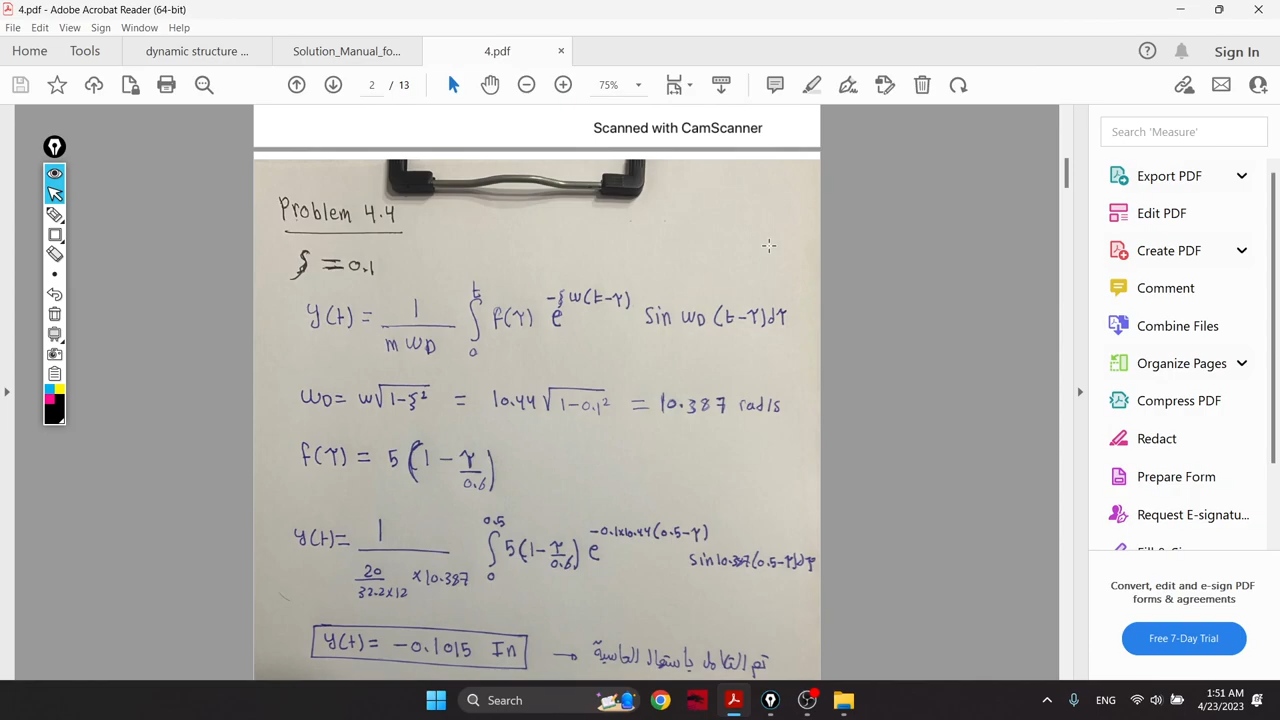 4.pdf - Adobe Acrobat Reader (64-bit)
File Edit View Sign Window Help
Home Tools dynamic structure ... Solution_Manual_fo... 4.pdf × Sign In
2 / 13 75%
Scanned with CamScanner
Search 'Measure'
Export PDF
Edit PDF
Create PDF
Comment
Combine Files
Organize Pages
Compress PDF
Redact
Prepare Form
Request E-signatu...
Convert, edit and e-sign PDF
forms & agreements
Free 7-Day Trial
Problem 4.4
ξ = 0.1
y(t) = 1/(m ωD) ∫₀ᵗ f(τ) e^(-ξω(t-τ)) sin ωD (t-τ)dτ
ωD = ω√(1-ξ²) = 10.44 √(1-0.1²) = 10.387 rad/s
f(τ) = 5 (1 - τ/0.6)
y(t) = 1/(20/(32.2×12) × 10.387) ∫₀^0.5 5(1-τ/0.6) e^(-0.1×10.44(0.5-τ)) sin 10.387(0.5-τ)dτ
y(t) = -0.1015 In → تم التكامل باستعمال الحاسبة
Search
ENG
1:51 AM
4/23/2023